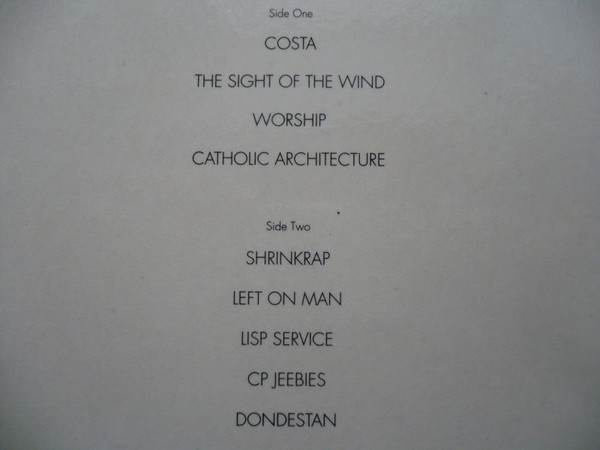 Side One
COSTA
THE SIGHT OF THE WIND
WORSHIP
CATHOLIC ARCHITECTURE
Side Two
SHRINKRAP
LEFT ON MAN
LISP SERVICE
CP JEEBIES
DONDESTAN